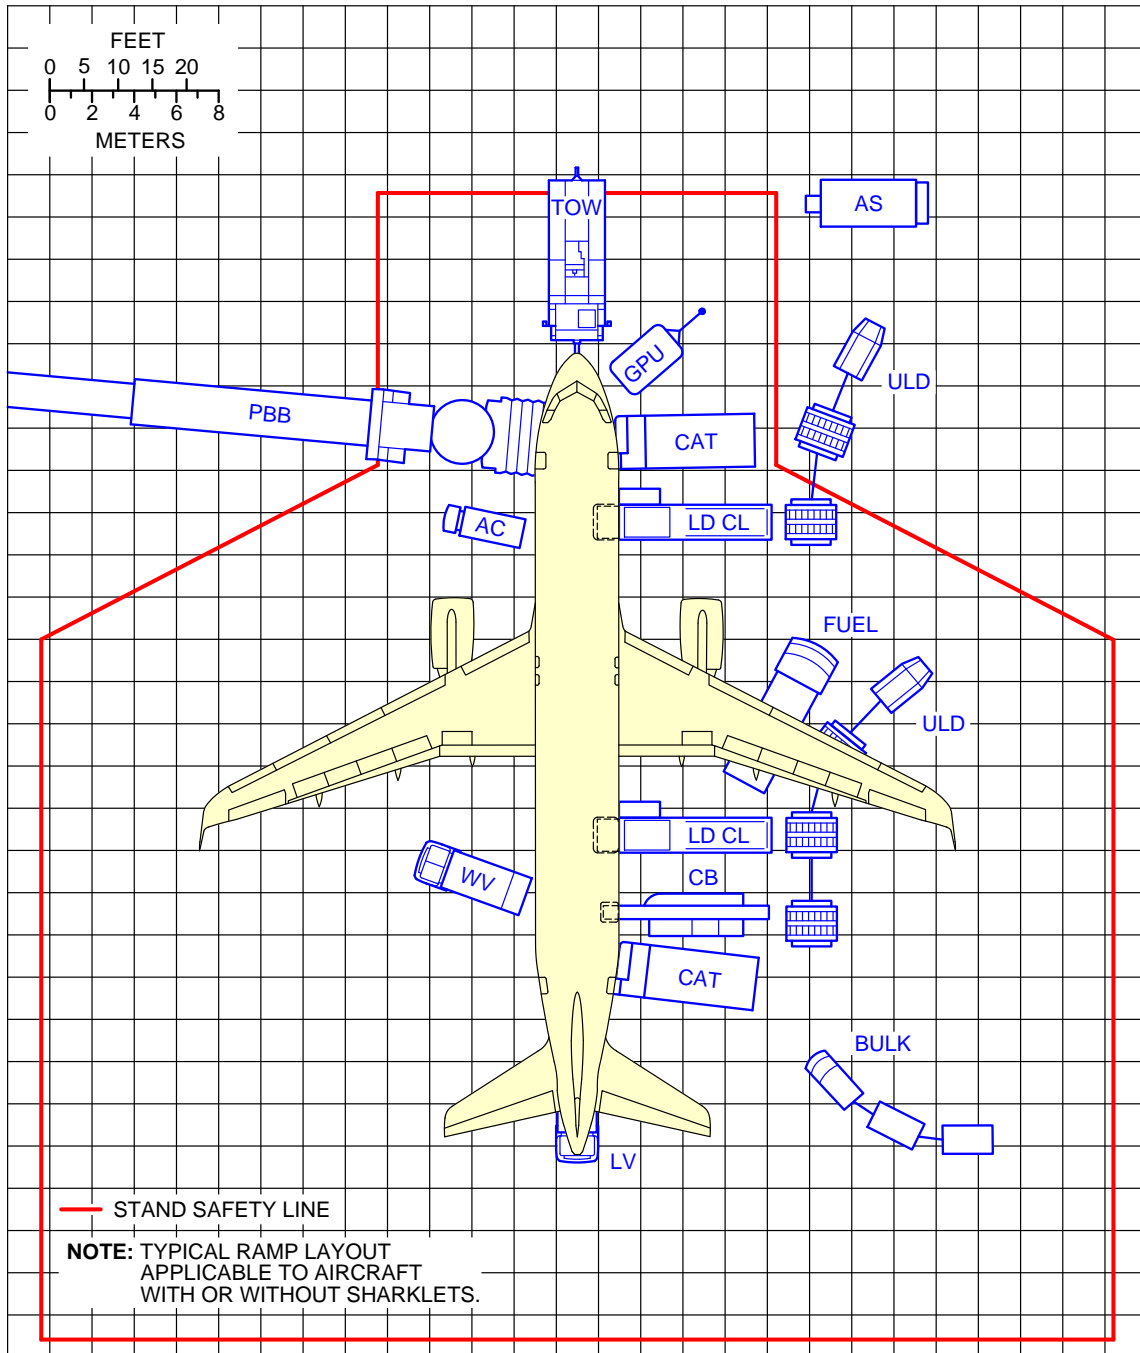 FEET
0 5 10 15 20
0 2 4 6 8
METERS
TOW
AS
GPU
ULD
PBB
CAT
AC
LD CL
FUEL
ULD
LD CL
WV
CB
CAT
BULK
LV
STAND SAFETY LINE
NOTE: TYPICAL RAMP LAYOUT
APPLICABLE TO AIRCRAFT
WITH OR WITHOUT SHARKLETS.